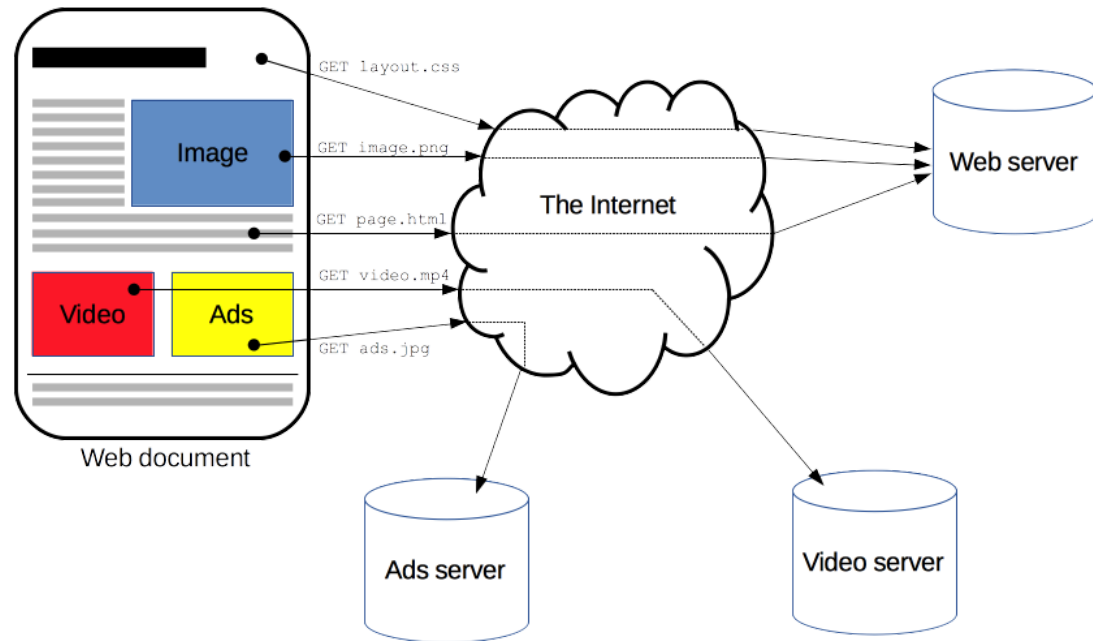 GET layout.css
Image
GET image.png
Web server
The Internet
GET page.html
GET video.mp4
Video
Ads
GET ads.jpg
Web document
Ads server
Video server